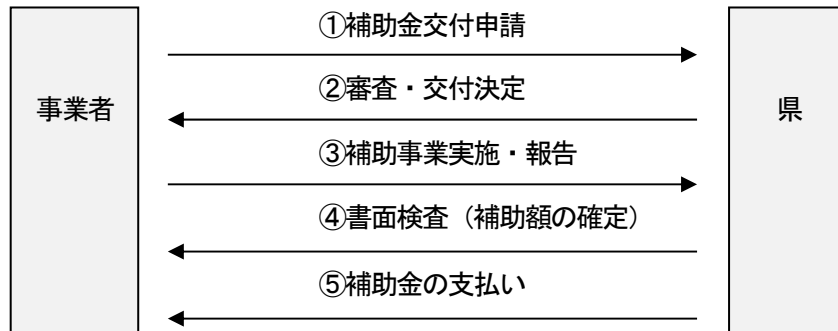 ①補助金交付申請
②審査・交付決定
事業者
県
③補助事業実施・報告
④書面検査（補助額の確定）
⑤補助金の支払い